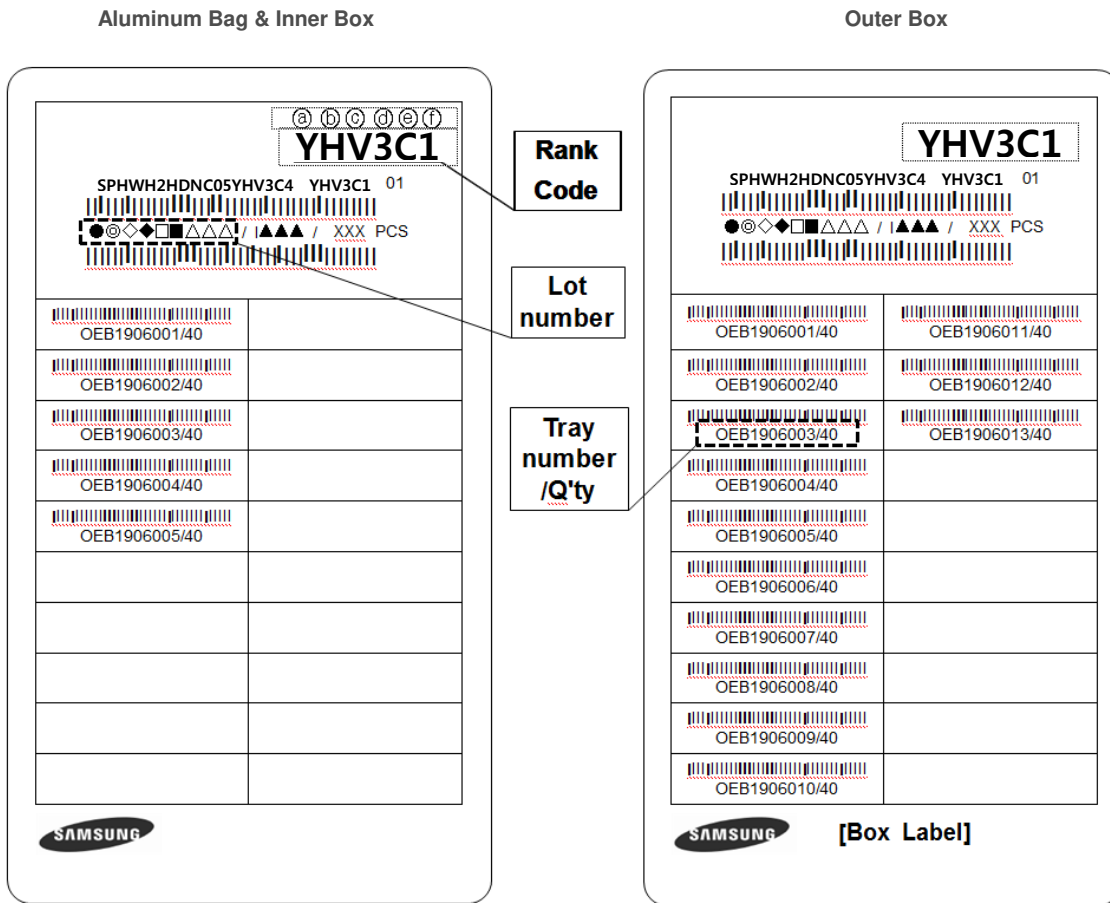 Aluminum Bag & Inner Box
Outer Box
ⓐ ⓑ ⓒ ⓓ ⓔ ⓕ
YHV3C1
SPHWH2HDNC05YHV3C4 YHV3C1 01
●◎◇◆□■△△△ / I▲▲▲ / XXX PCS
OEB1906001/40
OEB1906002/40
OEB1906003/40
OEB1906004/40
OEB1906005/40
SAMSUNG
Rank
Code
Lot
number
Tray
number
/Q'ty
YHV3C1
SPHWH2HDNC05YHV3C4 YHV3C1 01
●◎◇◆□■△△△ / I▲▲▲ / XXX PCS
OEB1906001/40 OEB1906011/40
OEB1906002/40 OEB1906012/40
OEB1906003/40 OEB1906013/40
OEB1906004/40
OEB1906005/40
OEB1906006/40
OEB1906007/40
OEB1906008/40
OEB1906009/40
OEB1906010/40
SAMSUNG [Box Label]